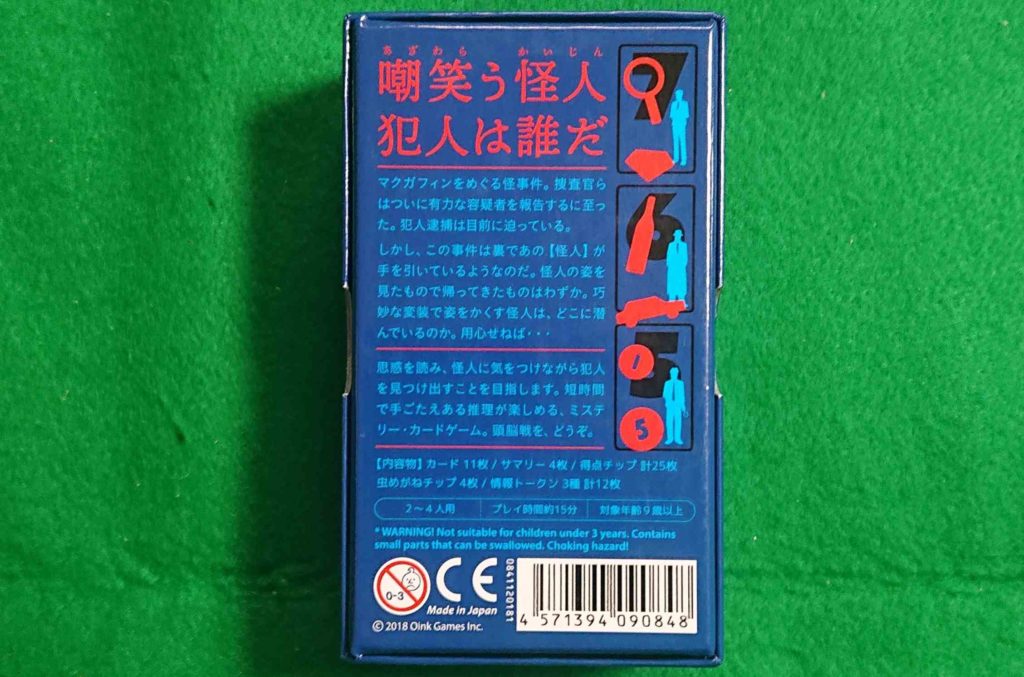 あざわら かいじん
嘲笑う怪人
犯人は誰だ
マクガフィンをめぐる怪事件。捜査官ら
はついに有力な容疑者を報告するに至っ
た。犯人逮捕は目前に迫っている。
しかし、この事件は裏であの【怪人】が
手を引いているようなのだ。怪人の姿を
見たもので帰ってきたものはわずか。巧
妙な変装で姿をかくす怪人は、どこに潜
んでいるのか。用心せねば・・・
思惑を読み、怪人に気をつけながら犯人
を見つけ出すことを目指します。短時間
で手ごたえある推理が楽しめる、ミステ
リー・カードゲーム。頭脳戦を、どうぞ。
7
6
5
1
5
【内容物】カード 11枚 / サマリー 4枚 / 得点チップ 計25枚
虫めがねチップ 4枚 / 情報トークン 3種 計12枚
2〜4人用 プレイ時間約15分 対象年齢9歳以上
* WARNING! Not suitable for children under 3 years. Contains
small parts that can be swallowed. Choking hazard!
0-3
CE
Made in Japan
© 2018 Oink Games Inc.
0841120181
4 571394 090848